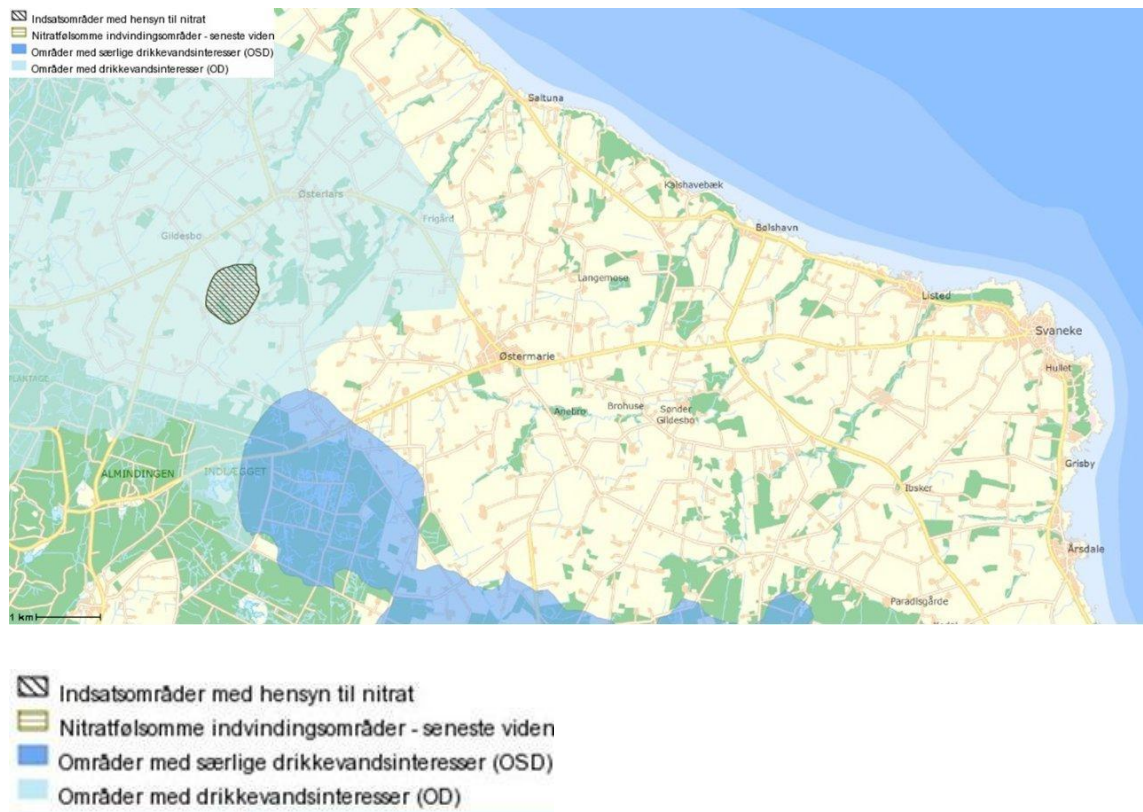 Indsatsområder med hensyn til nitrat
Nitratfølsomme indvindingsområder - seneste viden
Områder med særlige drikkevandsinteresser (OSD)
Områder med drikkevandsinteresser (OD)
Saltuna
Kalshavebæk
Østerlars
Frigård
Bølshavn
Gildesbo
Langemose
Listed
Svaneke
Østermarie
Hullet
Brohuse
Sønder
Gildesbo
Anebro
PLANTAGE
ALMINDINGEN
INDLÆGGET
Grisby
Ibsker
Årsdale
Paradisgårde
1 km
Indsatsområder med hensyn til nitrat
Nitratfølsomme indvindingsområder - seneste viden
Områder med særlige drikkevandsinteresser (OSD)
Områder med drikkevandsinteresser (OD)